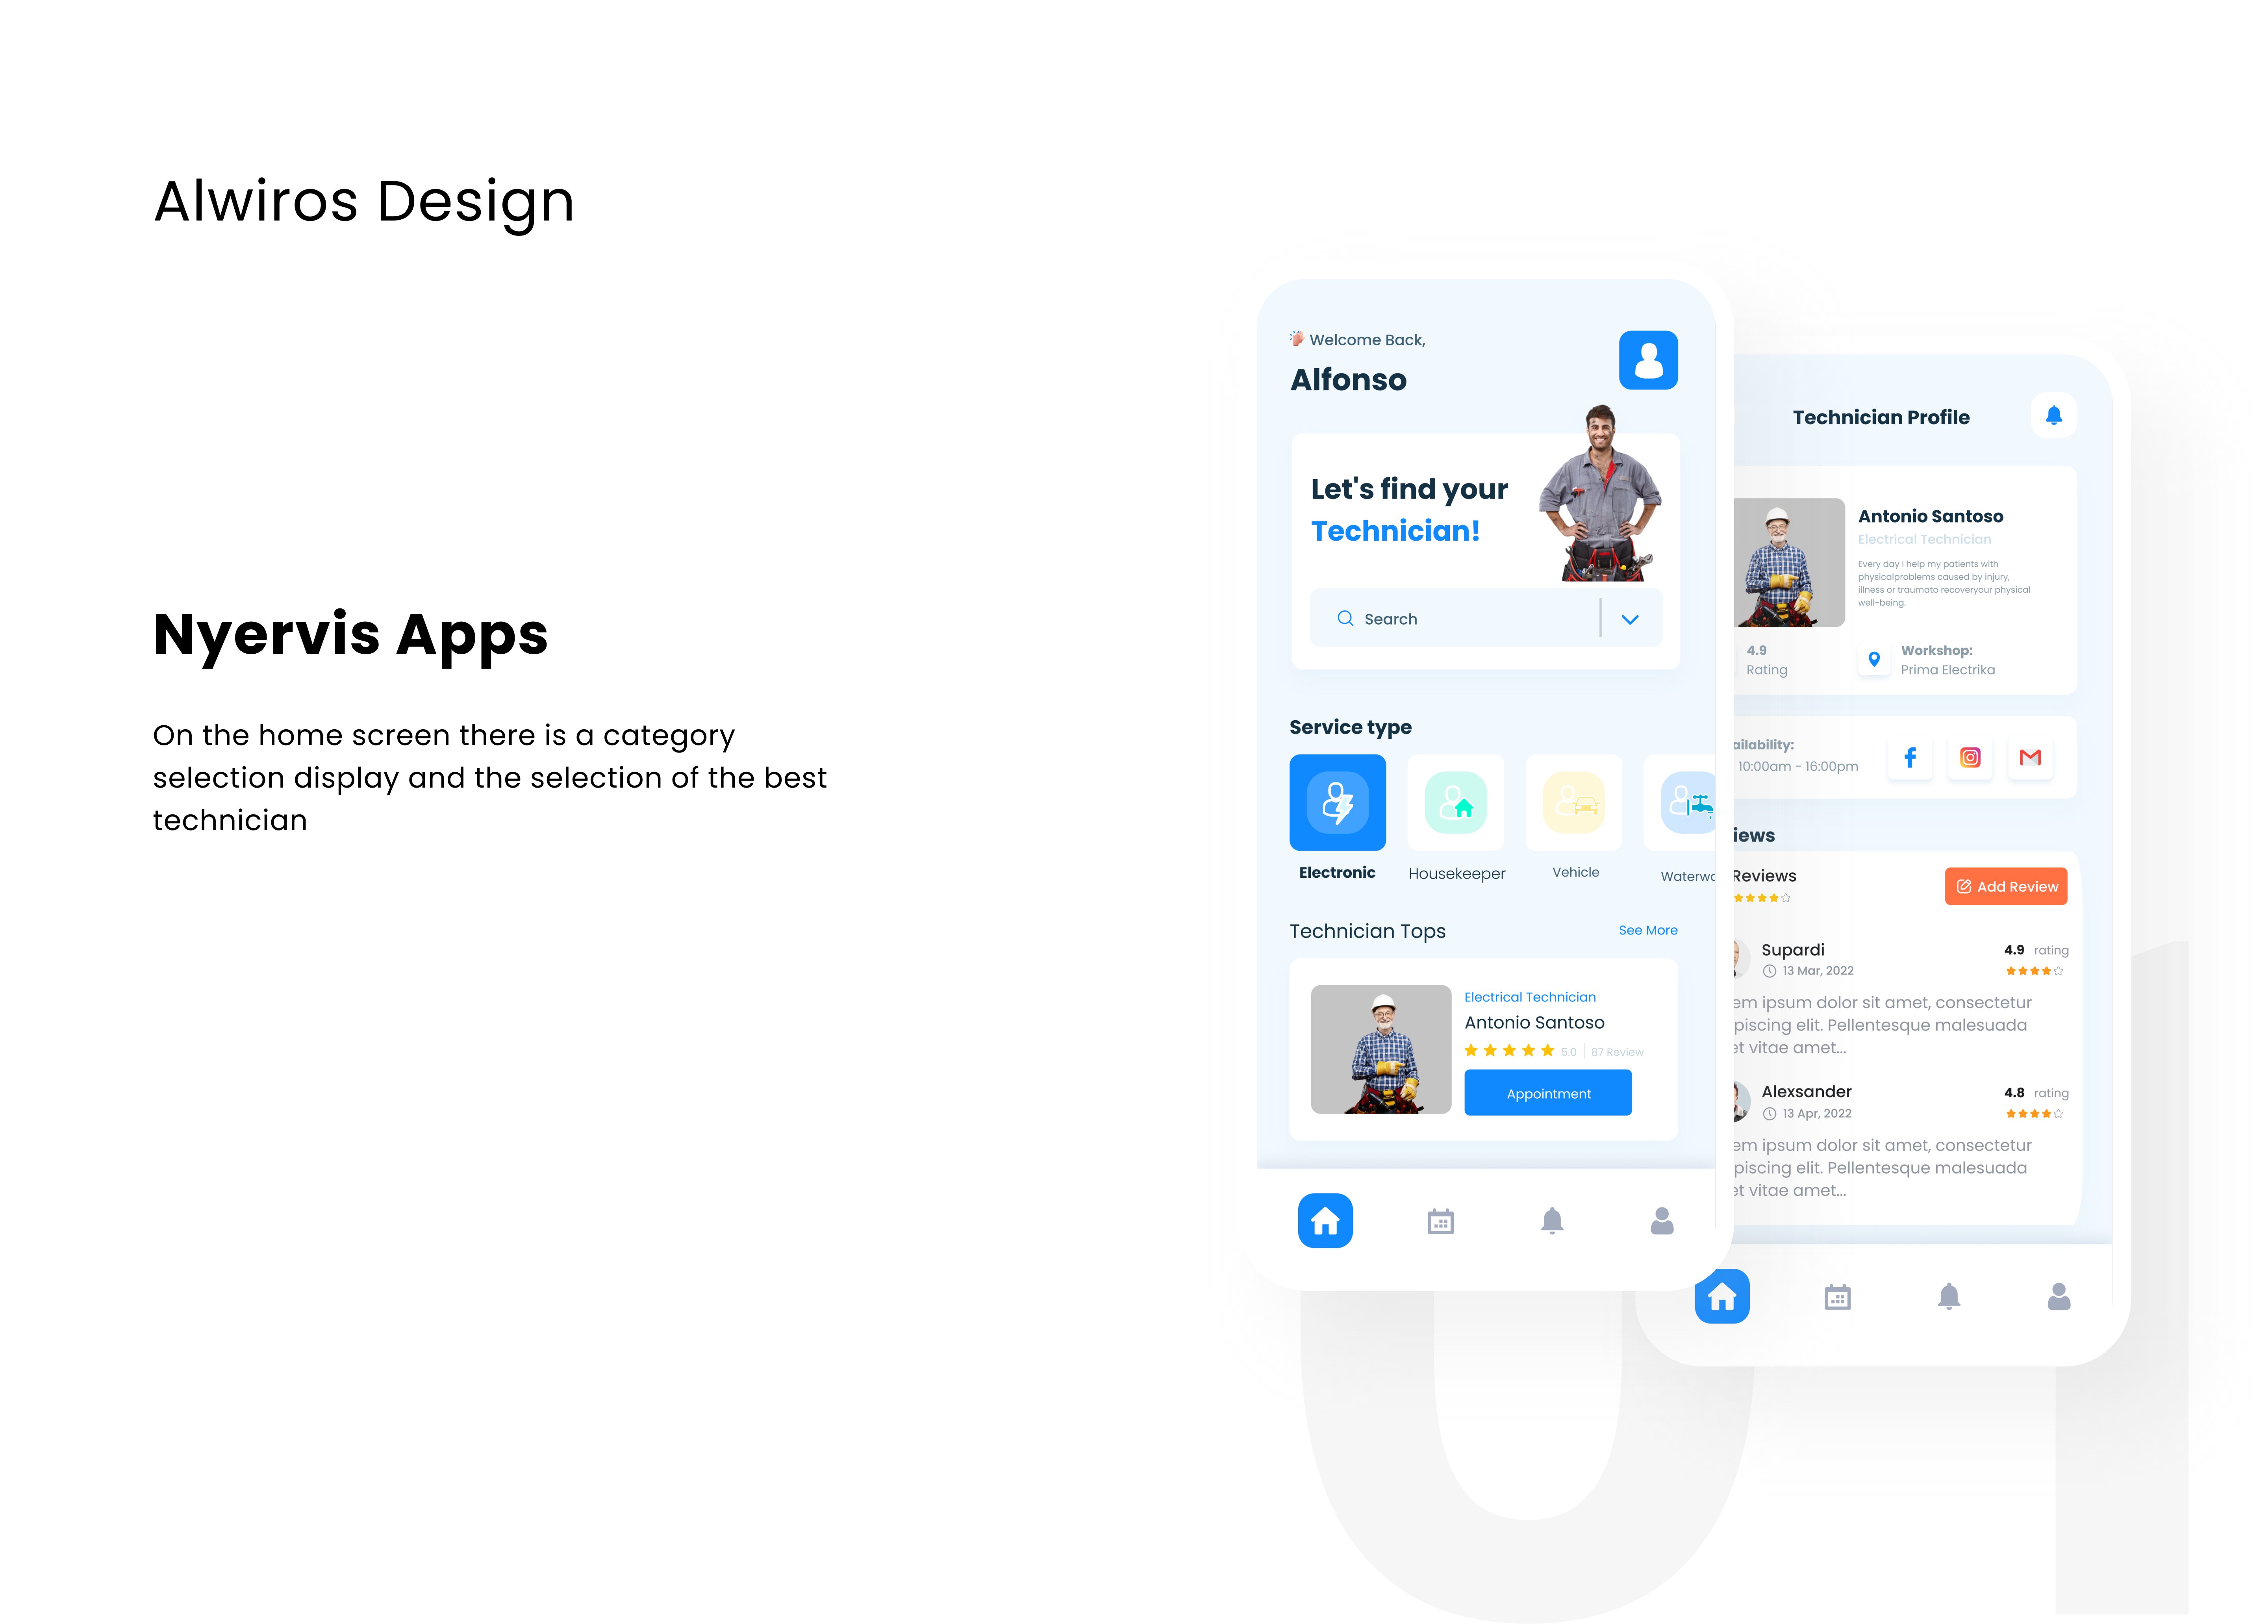 Alwiros Design
Nyervis Apps
On the home screen there is a category
selection display and the selection of the best
technician
Welcome Back,
Alfonso
Let's find your
Technician!
Search
Service type
Electronic
Housekeeper
Vehicle
Waterwo
Technician Tops
See More
Electrical Technician
Antonio Santoso
5.0 | 87 Review
Appointment
Technician Profile
Antonio Santoso
Electrical Technician
Every day I help my patients with
physicalproblems caused by injury,
illness or traumato recoveryour physical
well-being.
4.9
Rating
Workshop:
Prima Electrika
ailability:
10:00am - 16:00pm
iews
Reviews
Add Review
Supardi
13 Mar, 2022
4.9 rating
em ipsum dolor sit amet, consectetur
piscing elit. Pellentesque malesuada
et vitae amet...
Alexsander
13 Apr, 2022
4.8 rating
em ipsum dolor sit amet, consectetur
piscing elit. Pellentesque malesuada
et vitae amet...
01